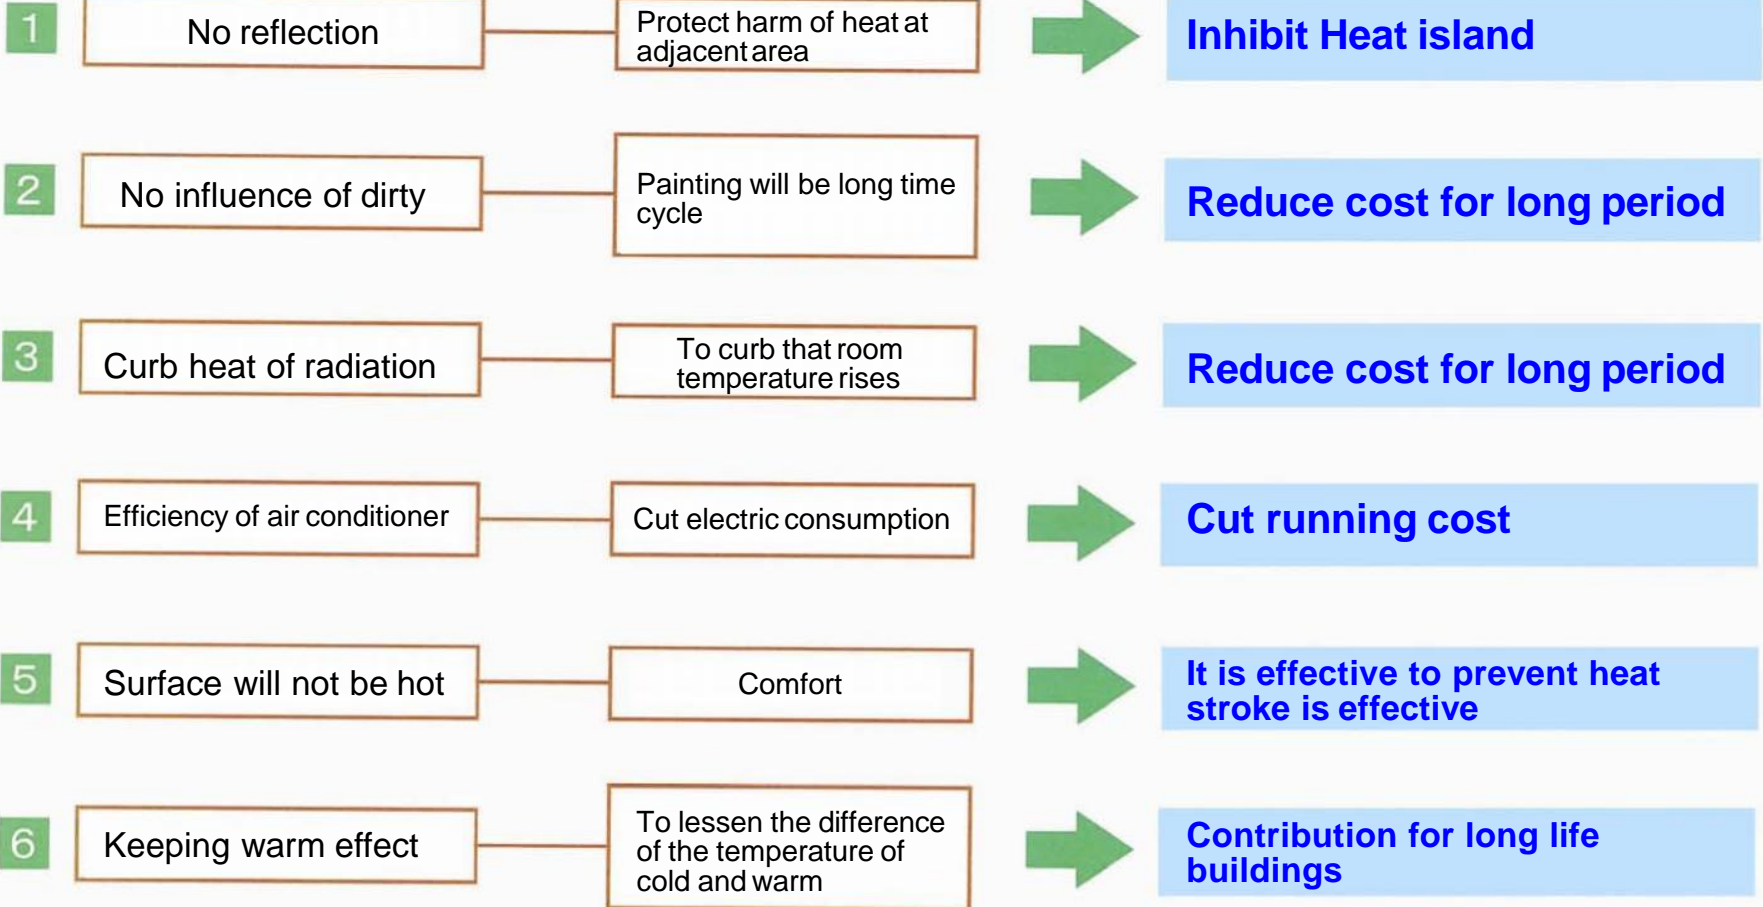 1
No reflection
Protect harm of heat at
adjacent area
Inhibit Heat island
2
No influence of dirty
Painting will be long time
cycle
Reduce cost for long period
3
Curb heat of radiation
To curb that room
temperature rises
Reduce cost for long period
4
Efficiency of air conditioner
Cut electric consumption
Cut running cost
5
Surface will not be hot
Comfort
It is effective to prevent heat
stroke is effective
6
Keeping warm effect
To lessen the difference
of the temperature of
cold and warm
Contribution for long life
buildings